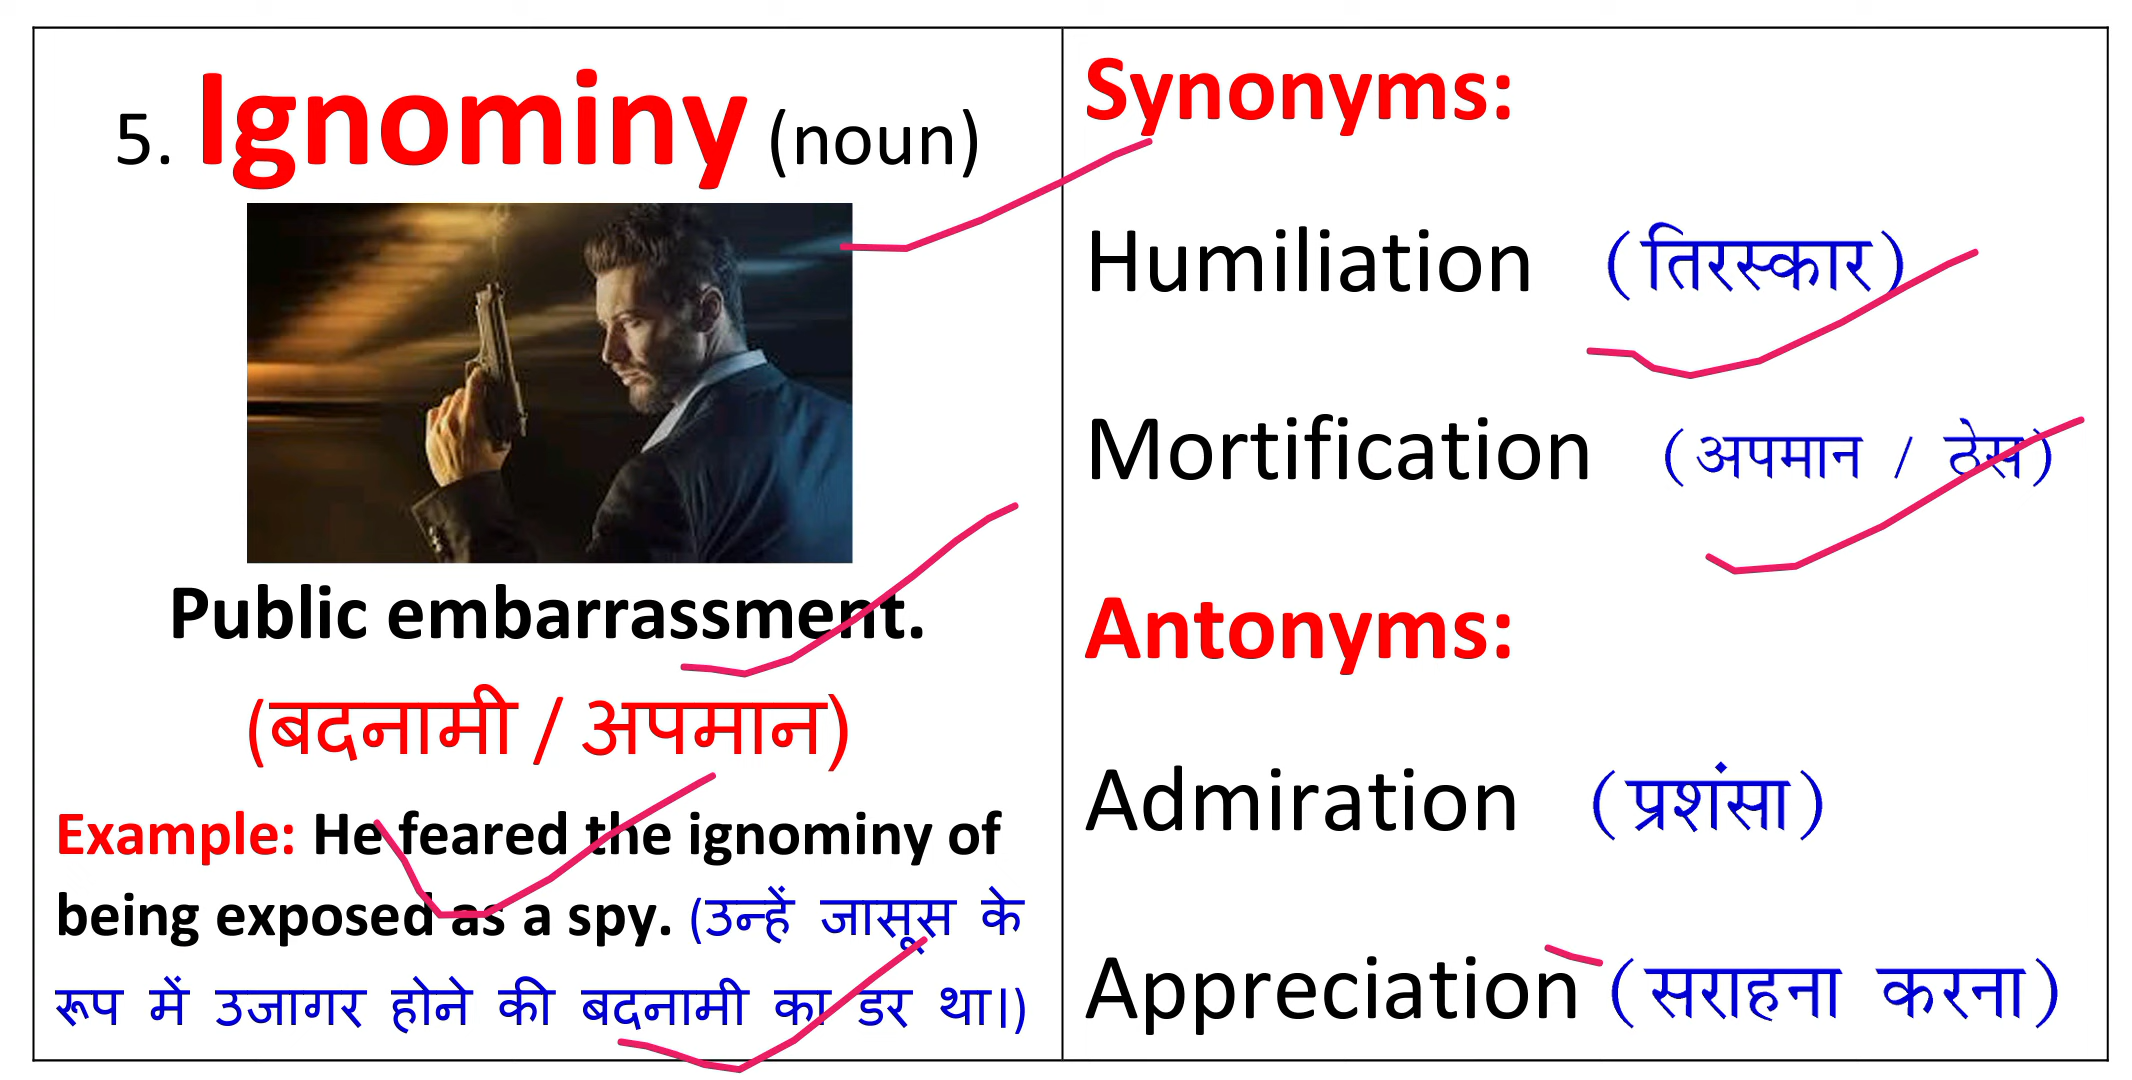 5. Ignominy (noun)
Public embarrassment.
(बदनामी / अपमान)
Example: He feared the ignominy of
being exposed as a spy. (उन्हें जासूस के
रूप में उजागर होने की बदनामी का डर था।)
Synonyms:
Humiliation (तिरस्कार)
Mortification (अपमान / ठेस)
Antonyms:
Admiration (प्रशंसा)
Appreciation (सराहना करना)